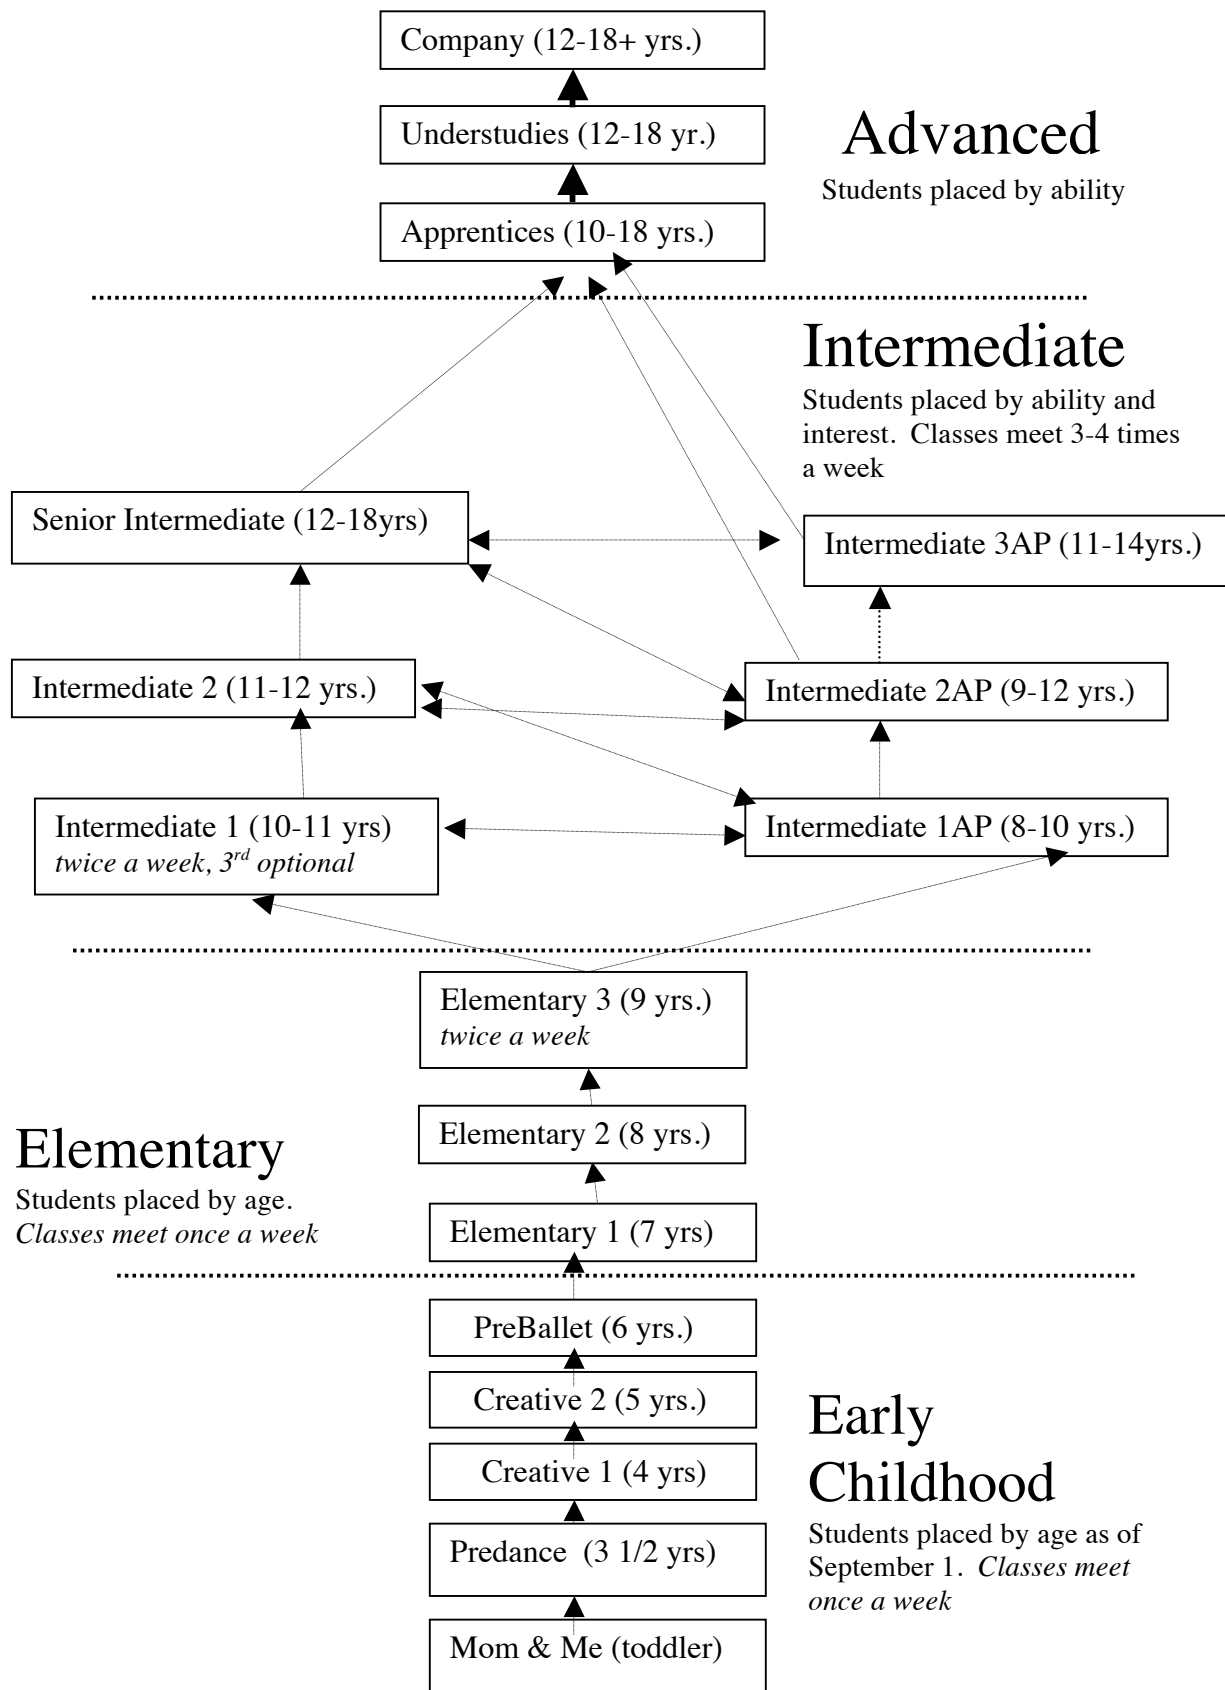 Company (12-18+ yrs.)
Understudies (12-18 yr.)
Advanced
Students placed by ability
Apprentices (10-18 yrs.)
Intermediate
Students placed by ability and
interest.  Classes meet 3-4 times
a week
Senior Intermediate (12-18yrs)
Intermediate 3AP (11-14yrs.)
Intermediate 2 (11-12 yrs.)
Intermediate 2AP (9-12 yrs.)
Intermediate 1 (10-11 yrs)
twice a week, 3rd optional
Intermediate 1AP (8-10 yrs.)
Elementary 3 (9 yrs.)
twice a week
Elementary 2 (8 yrs.)
Elementary
Students placed by age.
Classes meet once a week
Elementary 1 (7 yrs)
PreBallet (6 yrs.)
Creative 2 (5 yrs.)
Creative 1 (4 yrs)
Predance  (3 1/2 yrs)
Mom & Me (toddler)
Early
Childhood
Students placed by age as of
September 1.  Classes meet
once a week